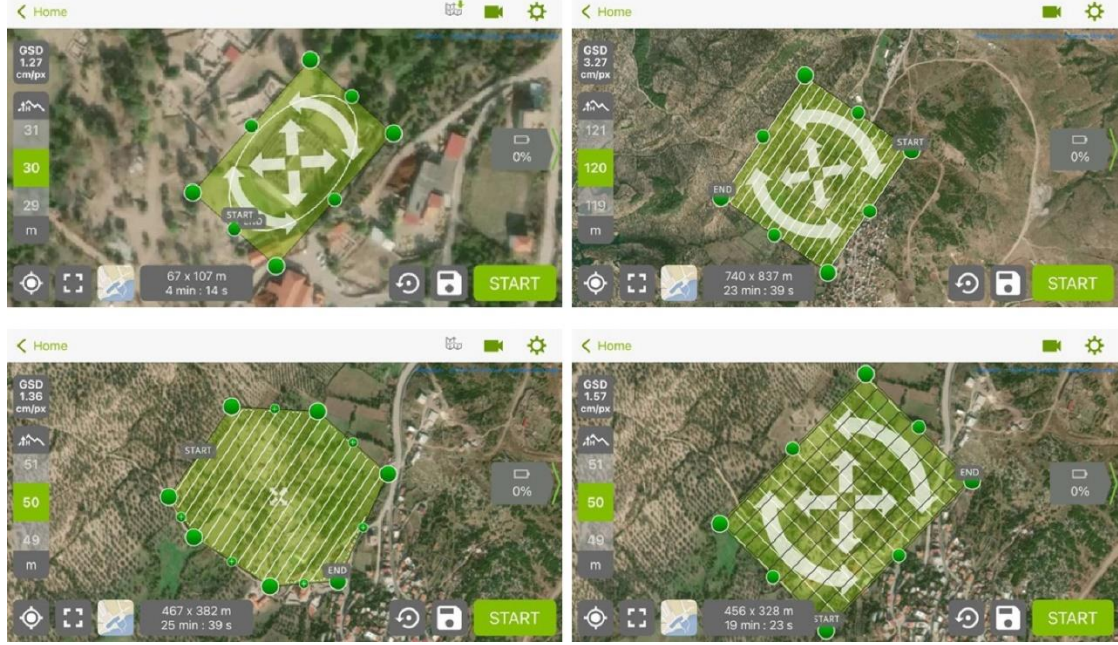 Home
GSD
1.27
cm/px
31
30
29
m
0%
START
END
67 x 107 m
4 min : 14 s
START
Home
GSD
3.27
cm/px
121
120
119
m
0%
START
END
740 x 837 m
23 min : 39 s
START
Home
GSD
1.36
cm/px
51
50
49
m
0%
START
END
467 x 382 m
25 min : 39 s
START
Home
GSD
1.57
cm/px
51
50
49
m
0%
END
START
456 x 328 m
19 min : 23 s
START